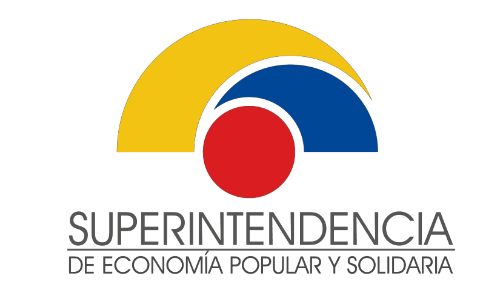 SUPERINTENDENCIA
DE ECONOMÍA POPULAR Y SOLIDARIA